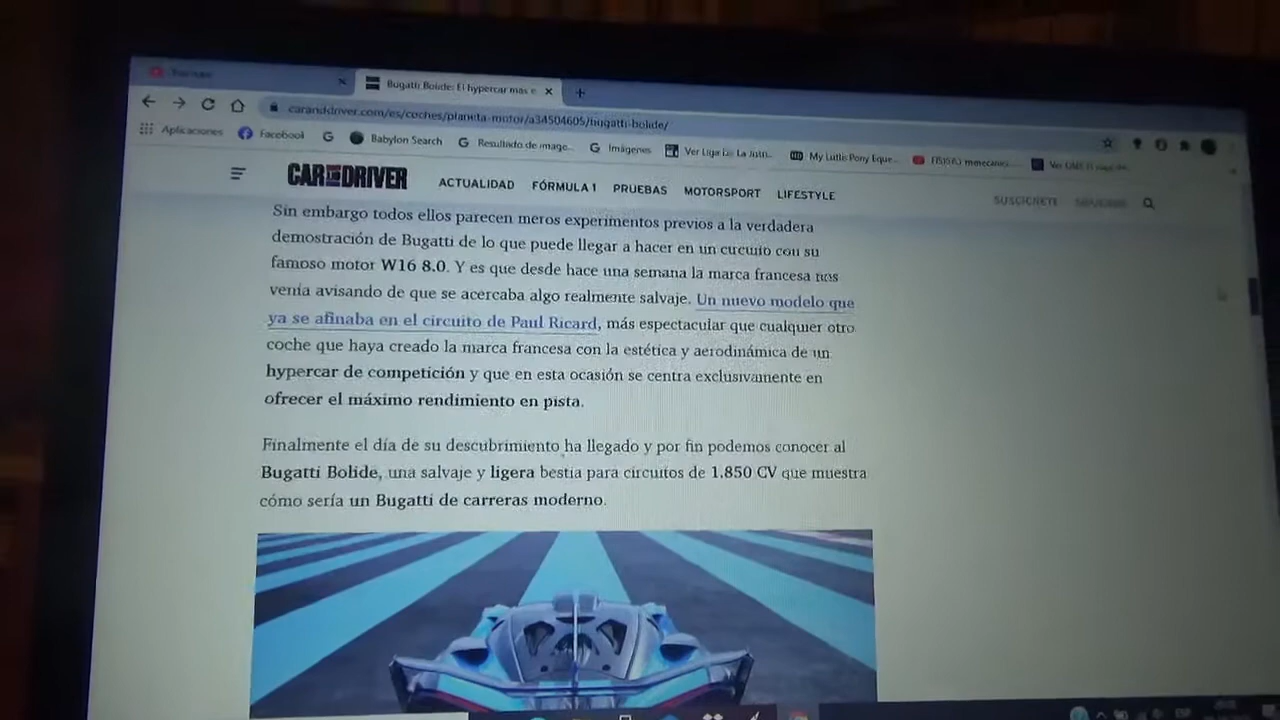 Bugatti Bolide: El hypercar más e
caranddriver.com/es/coches/planeta-motor/a34504605/bugatti-bolide/
Aplicaciones Facebook Babylon Search Resultado de image... Imágenes My Lutlis Pony Eque...
CAR AND DRIVER ACTUALIDAD FÓRMULA 1 PRUEBAS MOTORSPORT LIFESTYLE SUSCRÍBETE
Sin embargo todos ellos parecen meros experimentos previos a la verdadera
demostración de Bugatti de lo que puede llegar a hacer en un circuito con su
famoso motor W16 8.0. Y es que desde hace una semana la marca francesa nos
venía avisando de que se acercaba algo realmente salvaje. Un nuevo modelo que
ya se afinaba en el circuito de Paul Ricard, más espectacular que cualquier otro
coche que haya creado la marca francesa con la estética y aerodinámica de un
hypercar de competición y que en esta ocasión se centra exclusivamente en
ofrecer el máximo rendimiento en pista.
Finalmente el día de su descubrimiento ha llegado y por fin podemos conocer al
Bugatti Bolide, una salvaje y ligera bestia para circuitos de 1.850 CV que muestra
cómo sería un Bugatti de carreras moderno.
ESP